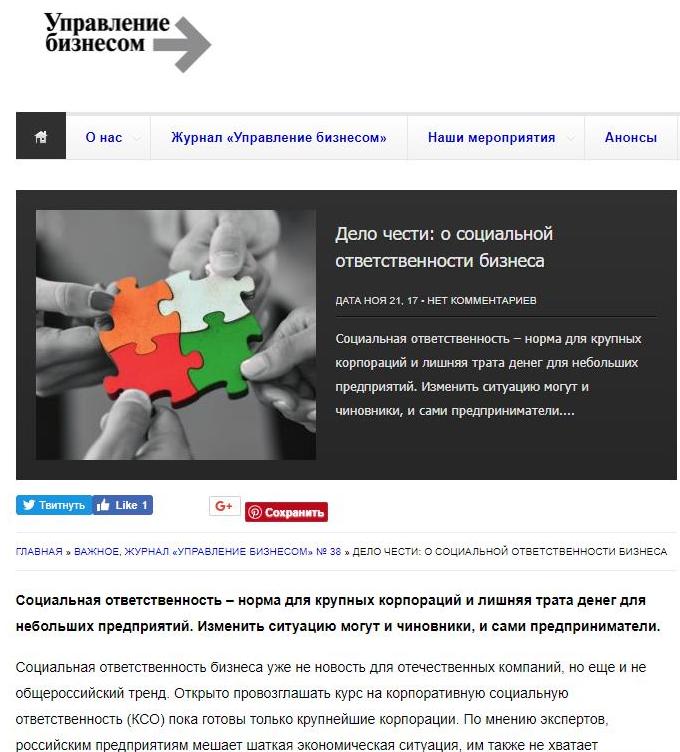 Управление
бизнесом
О нас
Журнал «Управление бизнесом»
Наши мероприятия
Анонсы
Дело чести: о социальной
ответственности бизнеса
ДАТА НОЯ 21, 17 • НЕТ КОММЕНТАРИЕВ
Социальная ответственность – норма для крупных
корпораций и лишняя трата денег для небольших
предприятий. Изменить ситуацию могут и
чиновники, и сами предприниматели....
Твитнуть
Like 1
G+
Сохранить
ГЛАВНАЯ » ВАЖНОЕ, ЖУРНАЛ «УПРАВЛЕНИЕ БИЗНЕСОМ» № 38 » ДЕЛО ЧЕСТИ: О СОЦИАЛЬНОЙ ОТВЕТСТВЕННОСТИ БИЗНЕСА
Социальная ответственность – норма для крупных корпораций и лишняя трата денег для
небольших предприятий. Изменить ситуацию могут и чиновники, и сами предприниматели.
Социальная ответственность бизнеса уже не новость для отечественных компаний, но еще и не
общероссийский тренд. Открыто провозглашать курс на корпоративную социальную
ответственность (КСО) пока готовы только крупнейшие корпорации. По мнению экспертов,
российским предприятиям мешает шаткая экономическая ситуация, им также не хватает